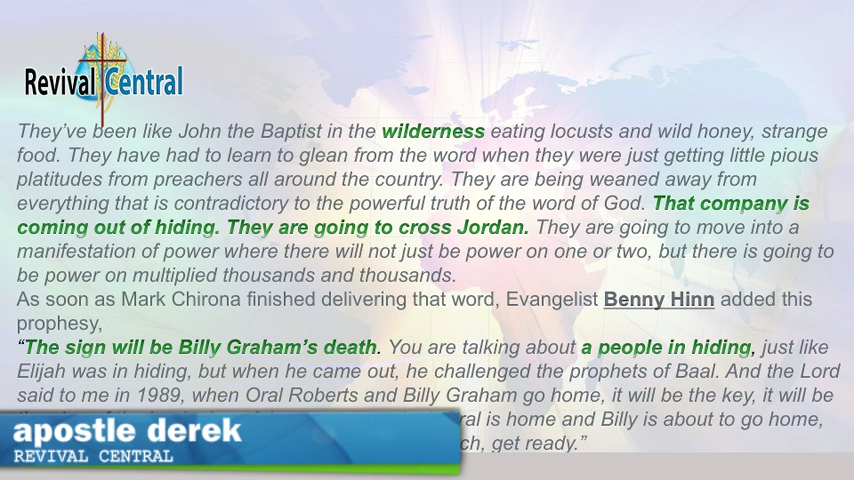 Revival Central
They’ve been like John the Baptist in the wilderness eating locusts and wild honey, strange
food. They have had to learn to glean from the word when they were just getting little pious
platitudes from preachers all around the country. They are being weaned away from
everything that is contradictory to the powerful truth of the word of God. That company is
coming out of hiding. They are going to cross Jordan. They are going to move into a
manifestation of power where there will not just be power on one or two, but there is going to
be power on multiplied thousands and thousands.
As soon as Mark Chirona finished delivering that word, Evangelist Benny Hinn added this
prophesy,
“The sign will be Billy Graham’s death. You are talking about a people in hiding, just like
Elijah was in hiding, but when he came out, he challenged the prophets of Baal. And the Lord
said to me in 1989, when Oral Roberts and Billy Graham go home, it will be the key, it will be
is home and Billy is about to go home,
get ready.”
apostle derek
REVIVAL CENTRAL